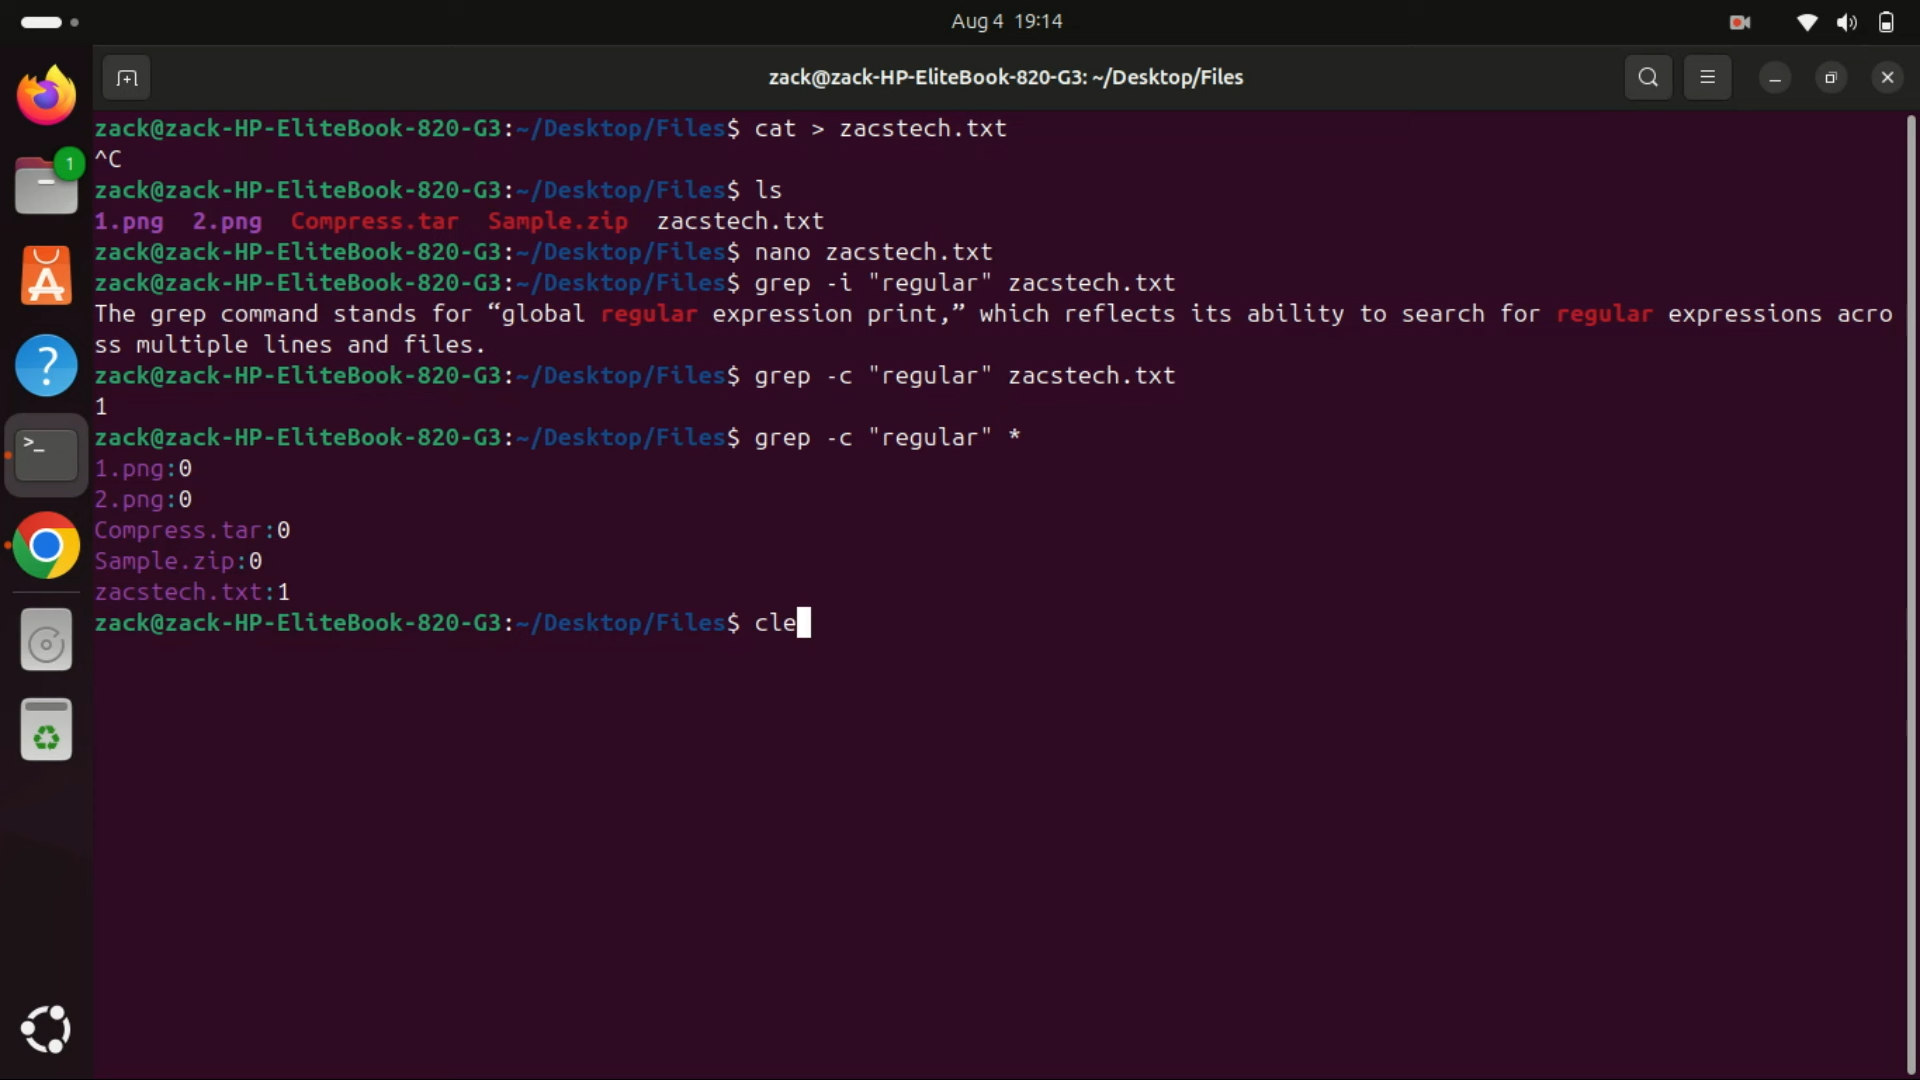 Aug 4 19:14
zack@zack-HP-EliteBook-820-G3: ~/Desktop/Files
1
zack@zack-HP-EliteBook-820-G3:~/Desktop/Files$ cat > zacstech.txt
^C
zack@zack-HP-EliteBook-820-G3:~/Desktop/Files$ ls
1.png 2.png Compress.tar Sample.zip zacstech.txt
zack@zack-HP-EliteBook-820-G3:~/Desktop/Files$ nano zacstech.txt
zack@zack-HP-EliteBook-820-G3:~/Desktop/Files$ grep -i "regular" zacstech.txt
The grep command stands for “global regular expression print,” which reflects its ability to search for regular expressions acro
ss multiple lines and files.
zack@zack-HP-EliteBook-820-G3:~/Desktop/Files$ grep -c "regular" zacstech.txt
1
zack@zack-HP-EliteBook-820-G3:~/Desktop/Files$ grep -c "regular" *
1.png:0
2.png:0
Compress.tar:0
Sample.zip:0
zacstech.txt:1
zack@zack-HP-EliteBook-820-G3:~/Desktop/Files$ cle